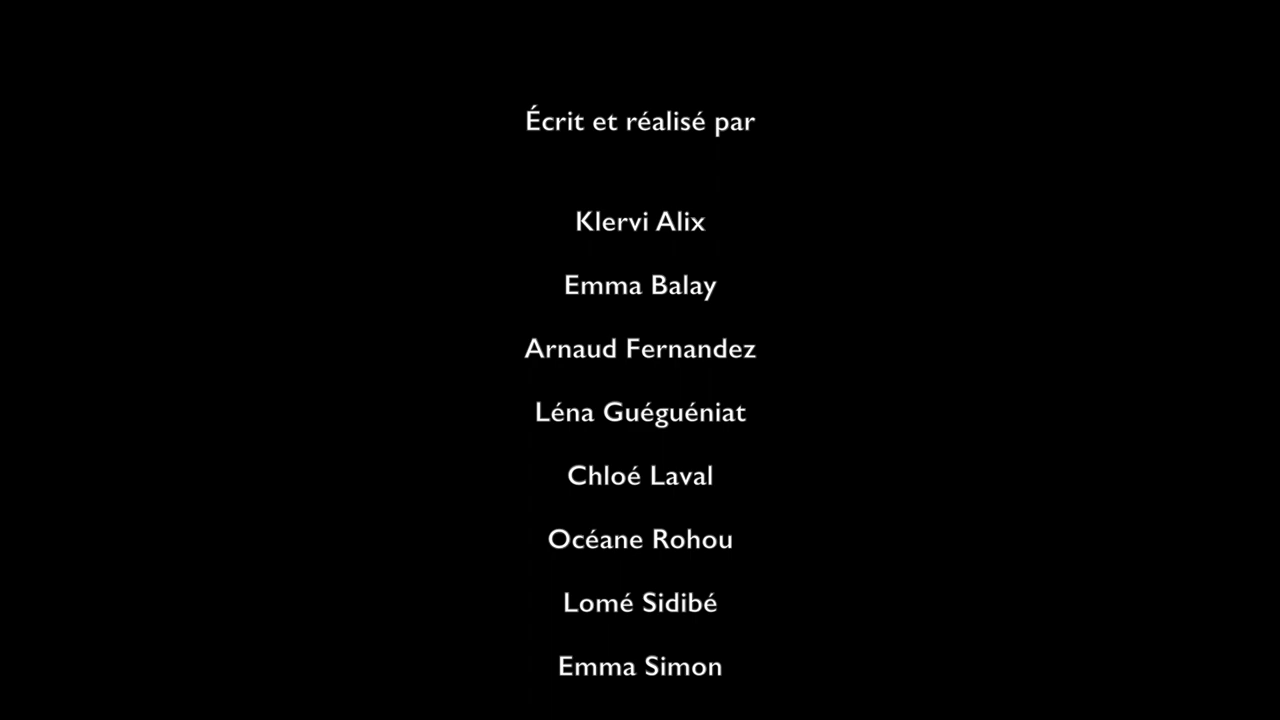 Écrit et réalisé par
Klervi Alix
Emma Balay
Arnaud Fernandez
Léna Guéguéniat
Chloé Laval
Océane Rohou
Lomé Sidibé
Emma Simon